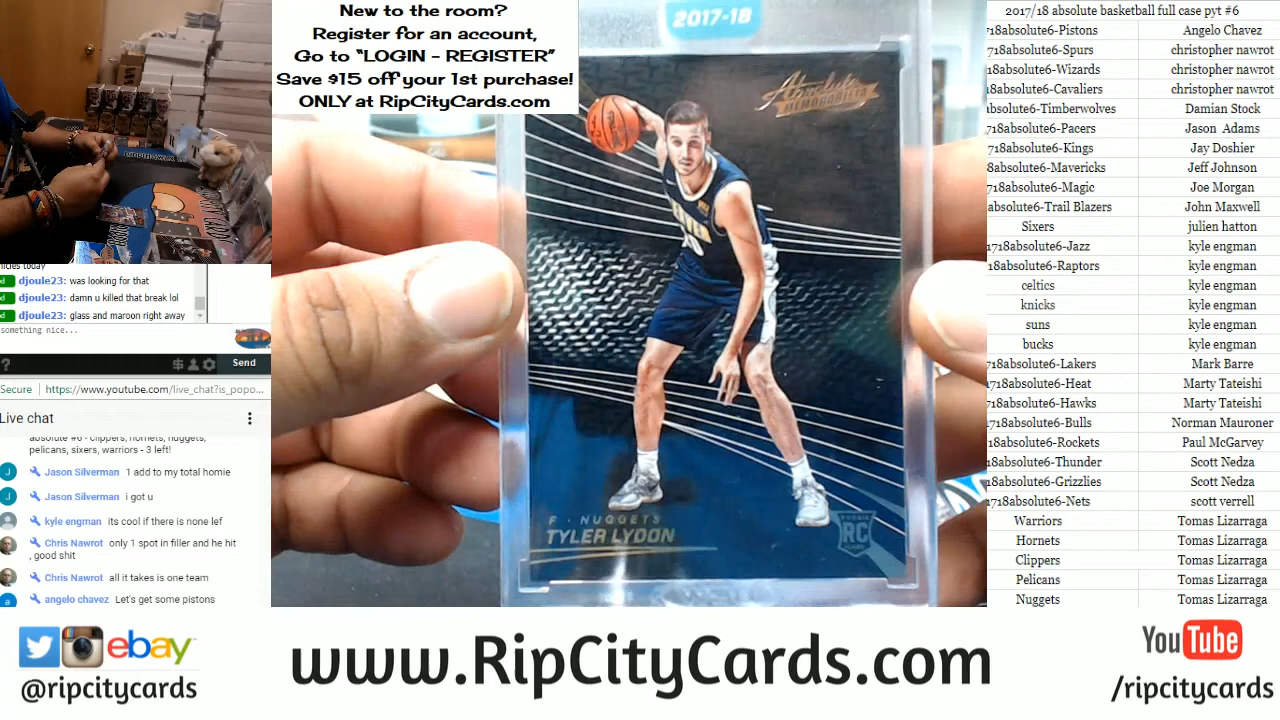 New to the room?
Register for an account,
Go to “LOGIN - REGISTER”
Save $15 off your 1st purchase!
ONLY at RipCityCards.com
2017-18
Absolute
MEMORABILIA
F · NUGGETS
TYLER LYDON
RC
2017/18 absolute basketball full case pyt #6
18absolute6-Pistons Angelo Chavez
718absolute6-Spurs christopher nawrot
18absolute6-Wizards christopher nawrot
18absolute6-Cavaliers christopher nawrot
absolute6-Timberwolves Damian Stock
718absolute6-Pacers Jason Adams
718absolute6-Kings Jay Doshier
8absolute6-Mavericks Jeff Johnson
718absolute6-Magic Joe Morgan
absolute6-Trail Blazers John Maxwell
Sixers julien hatton
1718absolute6-Jazz kyle engman
18absolute6-Raptors kyle engman
celtics kyle engman
knicks kyle engman
suns kyle engman
bucks kyle engman
718absolute6-Lakers Mark Barre
718absolute6-Heat Marty Tateishi
718absolute6-Hawks Marty Tateishi
718absolute6-Bulls Norman Mauroner
18absolute6-Rockets Paul McGarvey
18absolute6-Thunder Scott Nedza
8absolute6-Grizzlies Scott Nedza
1718absolute6-Nets scott verrell
Warriors Tomas Lizarraga
Hornets Tomas Lizarraga
Clippers Tomas Lizarraga
Pelicans Tomas Lizarraga
Nuggets Tomas Lizarraga
djoule23: was looking for that
djoule23: damn u killed that break lol
djoule23: glass and maroon right away
something nice...
? $ Send
Secure https://www.youtube.com/live_chat?is_popo...
Live chat
absolute #6 - clippers, hornets, nuggets,
pelicans, sixers, warriors - 3 left!
J Jason Silverman 1 add to my total homie
J Jason Silverman i got u
kyle engman its cool if there is none lef
Chris Nawrot only 1 spot in filler and he hit
, good shit
Chris Nawrot all it takes is one team
a angelo chavez Let's get some pistons
ebay
@ripcitycards
www.RipCityCards.com
YouTube
/ripcitycards